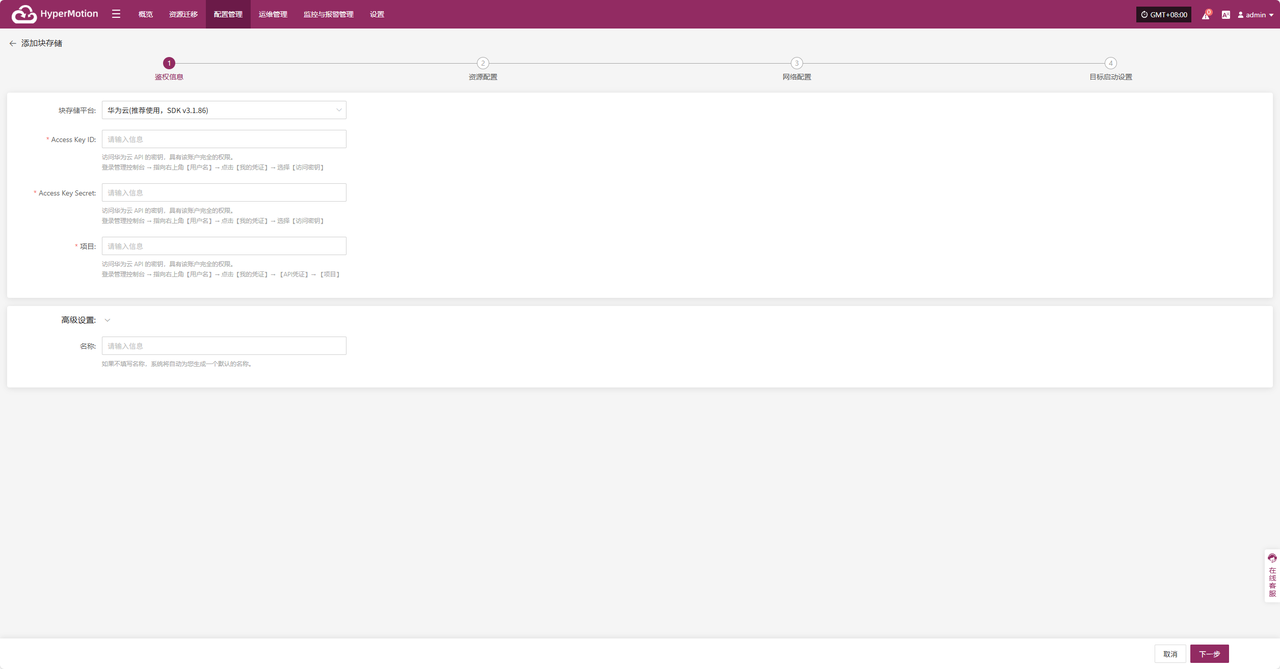 HyperMotion 概览 资源迁移 配置管理 运维管理 监控与报警管理 设置 GMT+08:00 0 admin
← 添加块存储
1 2 3 4
鉴权信息 资源配置 网络配置 目标启动设置
块存储平台: 华为云(推荐使用，SDK v3.1.86)
* Access Key ID: 请输入信息
访问华为云 API 的密钥，具有该账户完全的权限。
登录管理控制台 → 指向右上角【用户名】→ 点击【我的凭证】→ 选择【访问密钥】
* Access Key Secret: 请输入信息
访问华为云 API 的密钥，具有该账户完全的权限。
登录管理控制台 → 指向右上角【用户名】→ 点击【我的凭证】→ 选择【访问密钥】
* 项目: 请输入信息
访问华为云 API 的密钥，具有该账户完全的权限。
登录管理控制台 → 指向右上角【用户名】→ 点击【我的凭证】→ 【API凭证】→ 【项目】
高级设置:
名称: 请输入信息
如果不填写名称，系统将自动为您生成一个默认的名称。
在线客服
取消 下一步